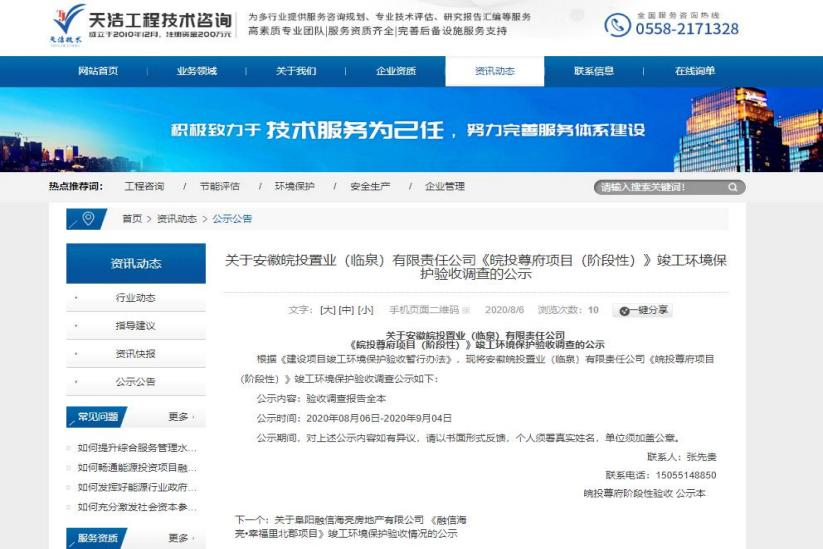 天洁技术
天洁工程技术咨询
成立于2010年12月，注册资金200万元
为多行业提供服务咨询规划、专业技术评估、研究报告汇编等服务
高素质专业团队|服务资质齐全|完善后备设施服务支持
全国服务咨询热线
0558-2171328
网站首页
业务领域
关于我们
企业资质
资讯动态
联系信息
在线询单
积极致力于 技术服务为己任，努力完善服务体系建设
热点推荐词： 工程咨询 / 节能评估 / 环境保护 / 安全生产 / 企业管理
请输入搜索关键词!
首页 > 资讯动态 > 公示公告
资讯动态
· 行业动态
· 指导建议
· 资讯快报
· 公示公告
常见问题 更多
如何提升综合服务管理水...
如何畅通能源投资项目融...
如何发挥好能源行业政府...
如何充分激发社会资本参...
服务资质 更多
关于安徽皖投置业（临泉）有限责任公司《皖投尊府项目（阶段性）》竣工环境保
护验收调查的公示
文字： [大] [中] [小] 手机页面二维码 2020/8/6 浏览次数： 10 一键分享
关于安徽皖投置业（临泉）有限责任公司
《皖投尊府项目（阶段性）》竣工环境保护验收调查的公示
根据《建设项目竣工环境保护验收暂行办法》，现将安徽皖投置业（临泉）有限责任公司《皖投尊府项目
（阶段性）》竣工环境保护验收调查公示如下：
公示内容：验收调查报告全本
公示时间：2020年08月06日-2020年9月04日
公示期间，对上述公示内容如有异议，请以书面形式反馈，个人须署真实姓名，单位须加盖公章。
联系人：张先贵
联系电话：15055148850
皖投尊府阶段性验收 公示本
下一个：关于阜阳融信海亮房地产有限公司 《融信海
亮•幸福里北郡项目》竣工环境保护验收情况的公示